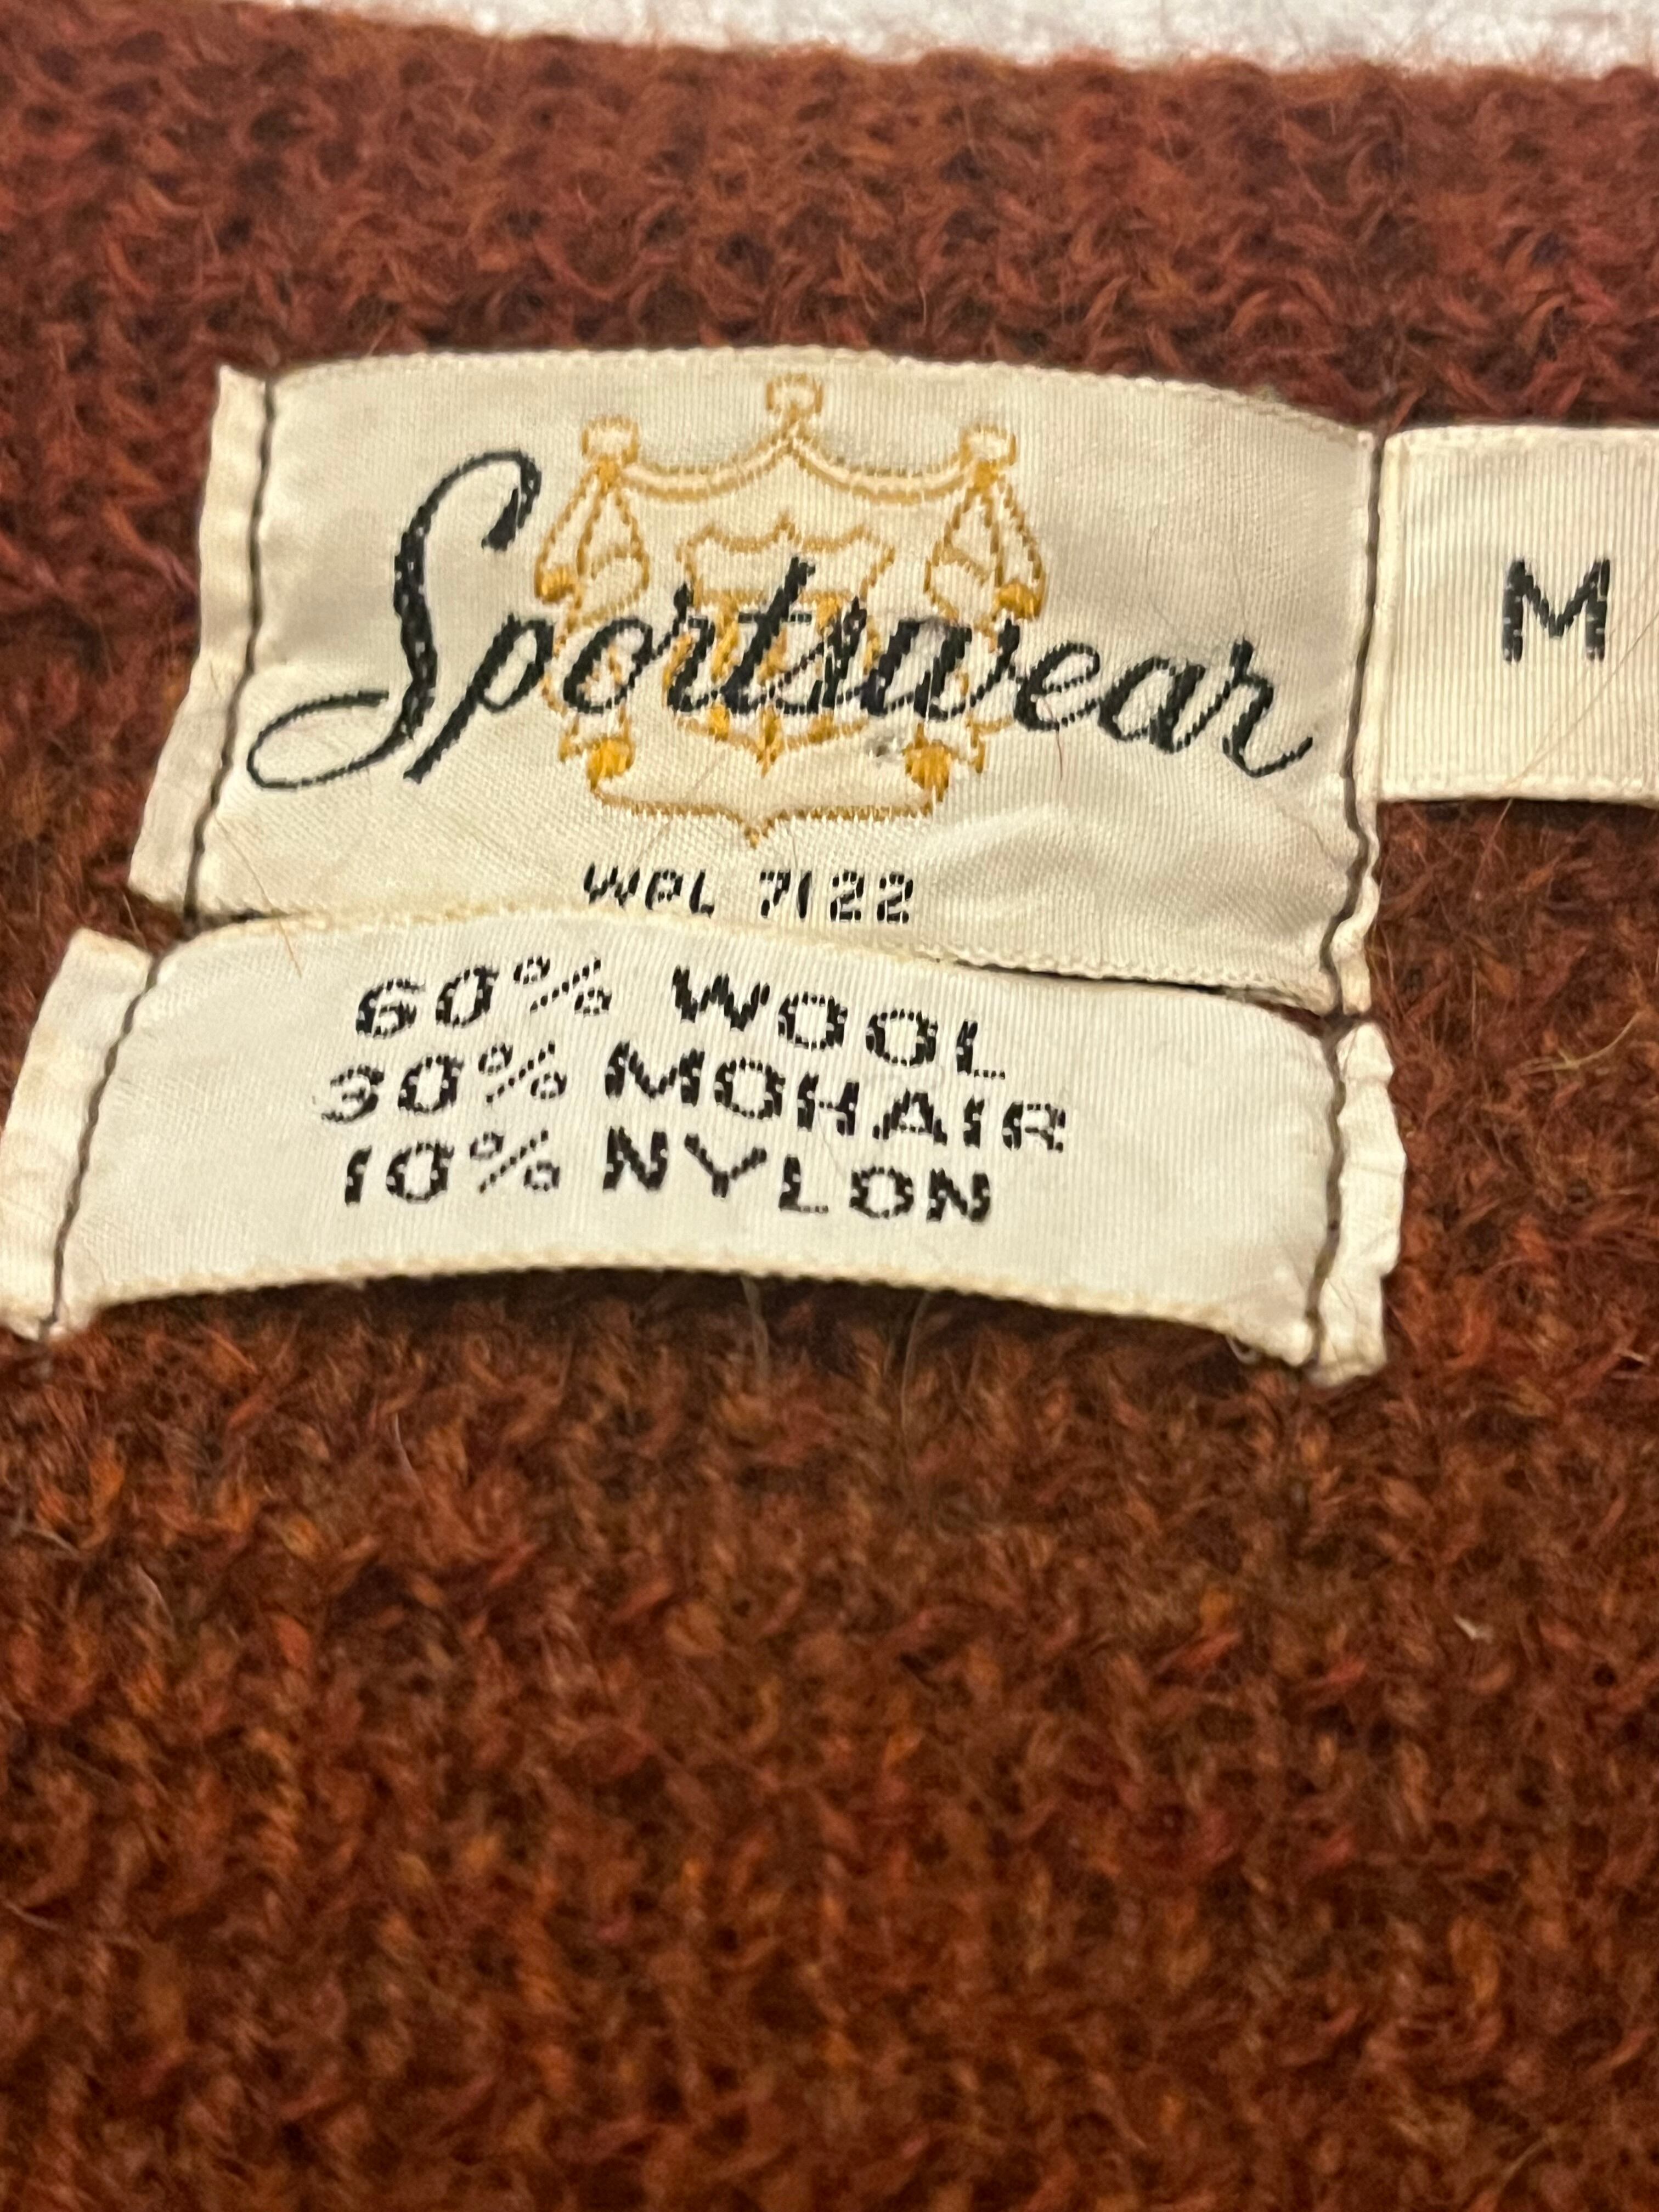 Sportswear
M
WPL 7122
60% WOOL
30% MOHAIR
10% NYLON